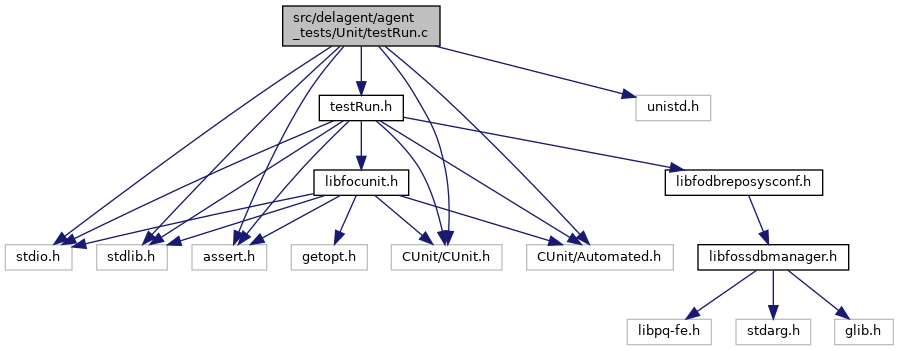 src/delagent/agent
_tests/Unit/testRun.c
testRun.h
unistd.h
libfocunit.h
libfodbreposysconf.h
stdio.h
stdlib.h
assert.h
getopt.h
CUnit/CUnit.h
CUnit/Automated.h
libfossdbmanager.h
libpq-fe.h
stdarg.h
glib.h